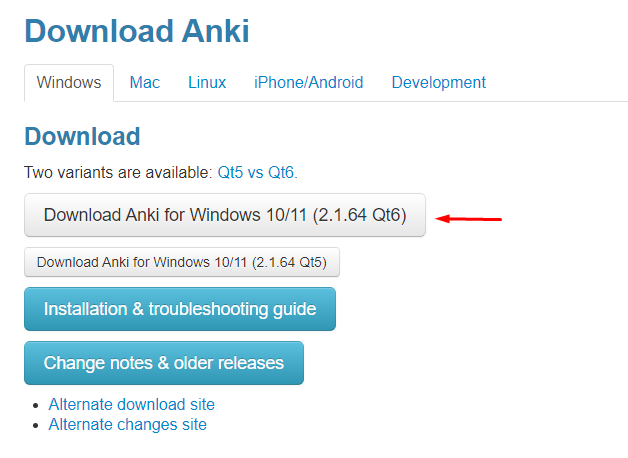 Download Anki
Windows Mac Linux iPhone/Android Development
Download
Two variants are available: Qt5 vs Qt6.
Download Anki for Windows 10/11 (2.1.64 Qt6)
Download Anki for Windows 10/11 (2.1.64 Qt5)
Installation & troubleshooting guide
Change notes & older releases
Alternate download site
Alternate changes site